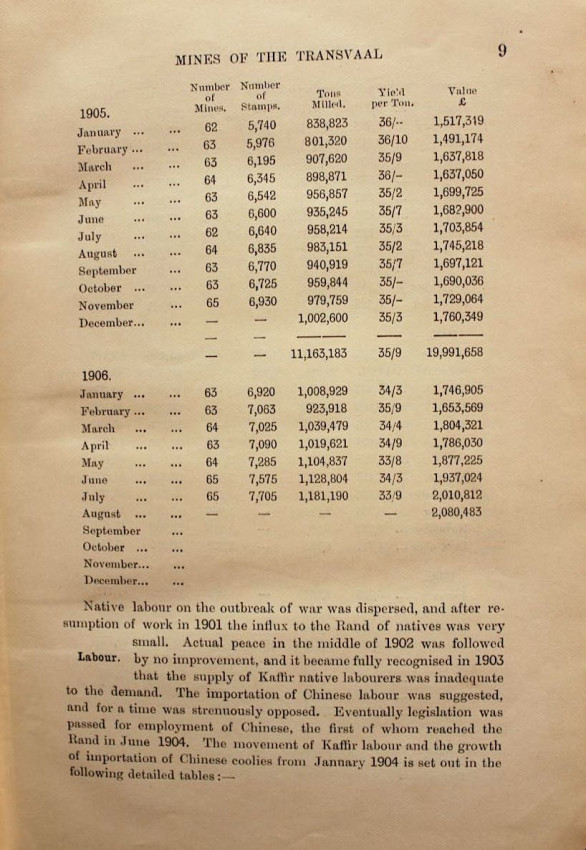 MINES OF THE TRANSVAAL 9
Number of Mines. Number of Stamps. Tons Milled. Yield per Ton. Value £
1905.
January ... ... 62 5,740 838,823 36/-- 1,517,319
February ... ... 63 5,976 801,320 36/10 1,491,174
March ... ... 63 6,195 907,620 35/9 1,637,818
April ... ... 64 6,345 898,871 36/– 1,637,050
May ... ... 63 6,542 956,857 35/2 1,699,725
June ... ... 63 6,600 935,245 35/7 1,682,900
July ... ... 62 6,640 958,214 35/3 1,703,854
August ... ... 64 6,835 983,151 35/2 1,745,218
September ... 63 6,770 940,919 35/7 1,697,121
October ... ... 63 6,725 959,844 35/– 1,690,036
November ... 65 6,930 979,759 35/– 1,729,064
December... ... — — 1,002,600 35/3 1,760,349
— — 11,163,183 35/9 19,991,658
1906.
January ... ... 63 6,920 1,008,929 34/3 1,746,905
February ... ... 63 7,063 923,918 35/9 1,653,569
March ... ... 64 7,025 1,039,479 34/4 1,804,321
April ... ... 63 7,090 1,019,621 34/9 1,786,030
May ... ... 64 7,285 1,104,837 33/8 1,877,225
June ... ... 65 7,575 1,128,804 34/3 1,937,024
July ... ... 65 7,705 1,181,190 33/9 2,010,812
August ... ... — — — — 2,080,483
September ...
October ... ...
November... ...
December... ...
Native labour on the outbreak of war was dispersed, and after re-
sumption of work in 1901 the influx to the Rand of natives was very
small. Actual peace in the middle of 1902 was followed
Labour. by no improvement, and it became fully recognised in 1903
that the supply of Kaffir native labourers was inadequate
to the demand. The importation of Chinese labour was suggested,
and for a time was strenuously opposed. Eventually legislation was
passed for employment of Chinese, the first of whom reached the
Rand in June 1904. The movement of Kaffir labour and the growth
of importation of Chinese coolies from January 1904 is set out in the
following detailed tables :—